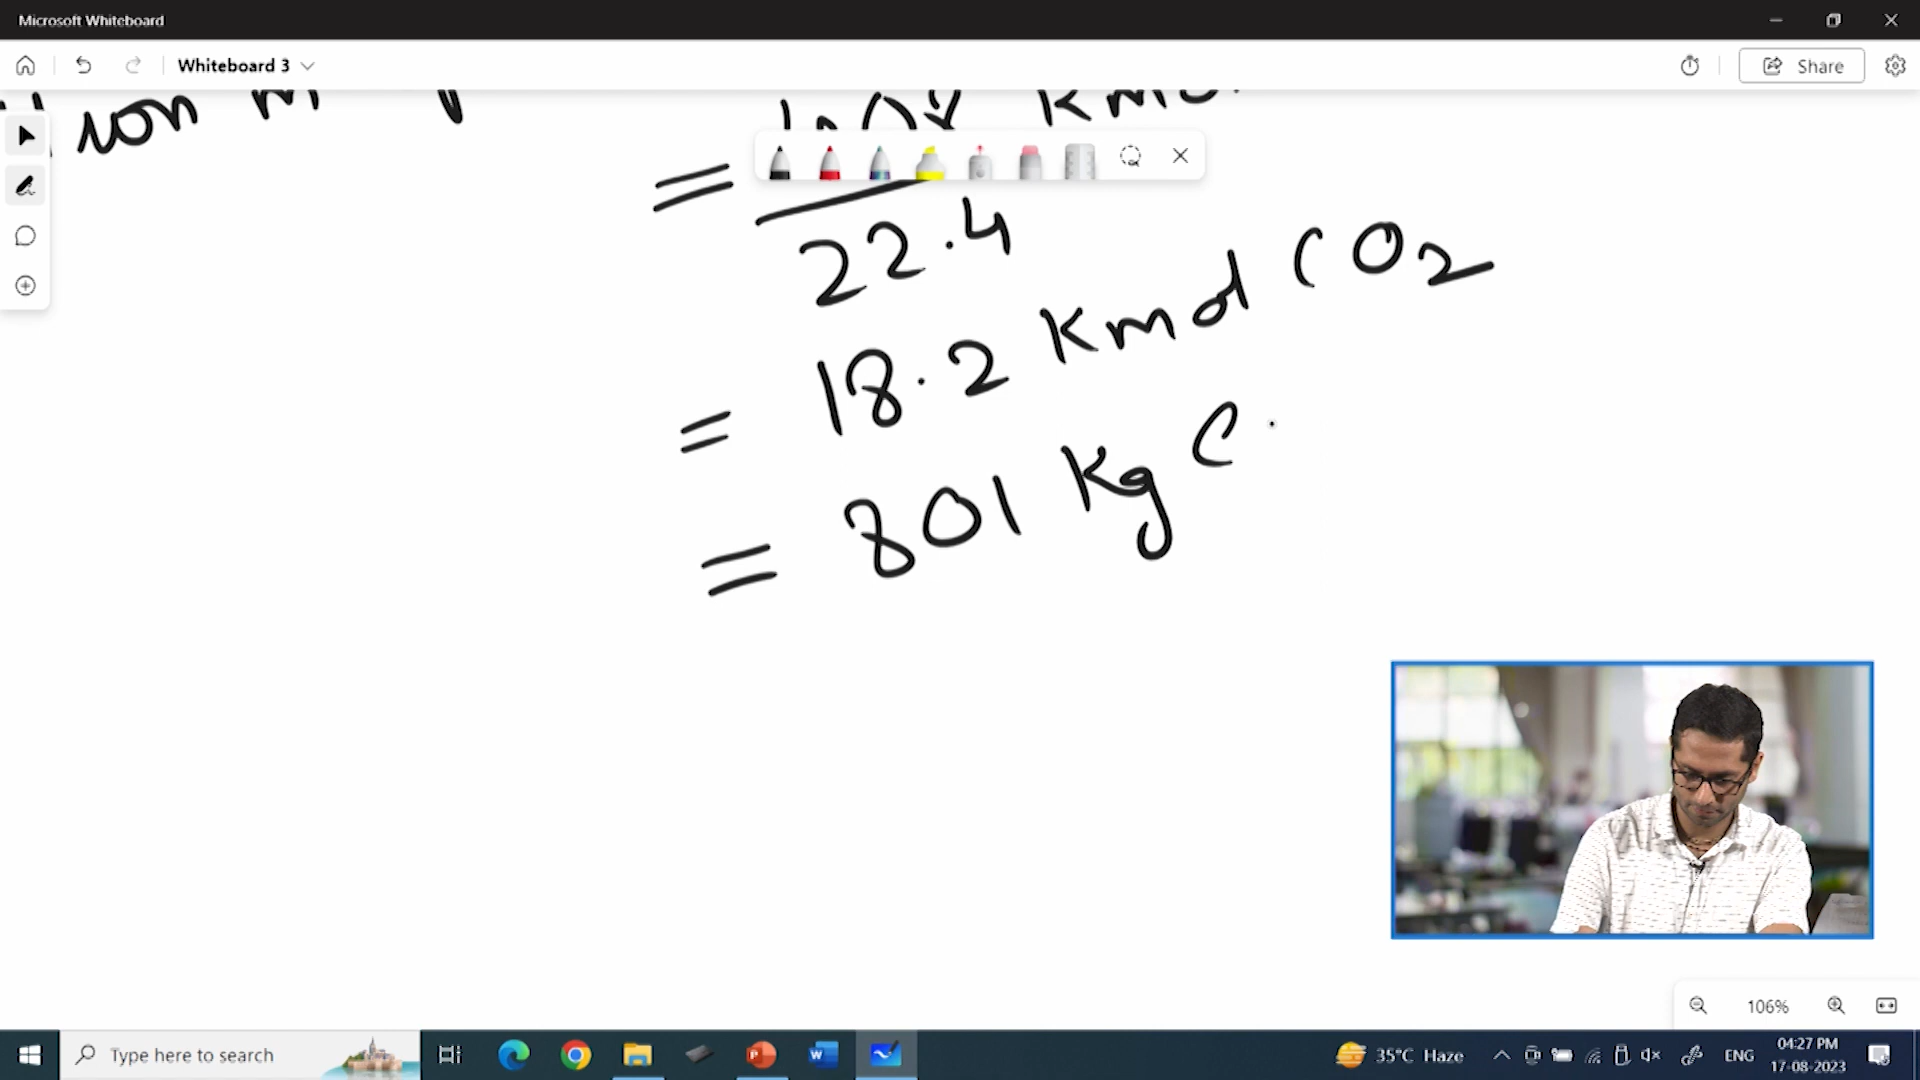 Microsoft Whiteboard
Whiteboard 3
Share
=
22.4
= 18.2 Kmol CO2
= 801 Kg C
106%
Type here to search
35°C Haze
ENG
04:27 PM
17-08-2023